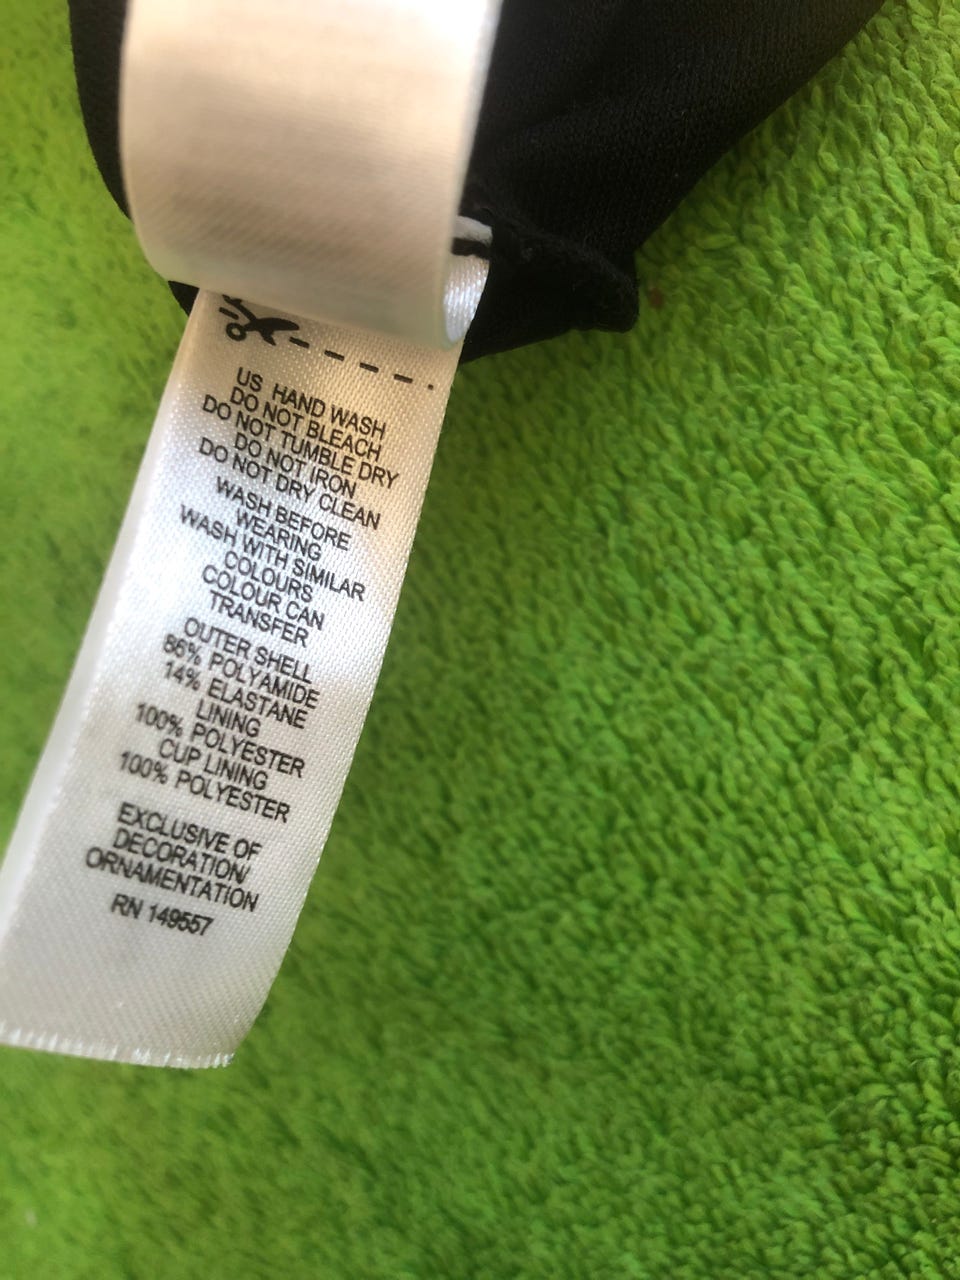 US HAND WASH
DO NOT BLEACH
DO NOT TUMBLE DRY
DO NOT IRON
DO NOT DRY CLEAN
WASH BEFORE
WEARING
WASH WITH SIMILAR
COLOURS
COLOUR CAN
TRANSFER
OUTER SHELL
86% POLYAMIDE
14% ELASTANE
LINING
100% POLYESTER
CUP LINING
100% POLYESTER
EXCLUSIVE OF
DECORATION/
ORNAMENTATION
RN 149557